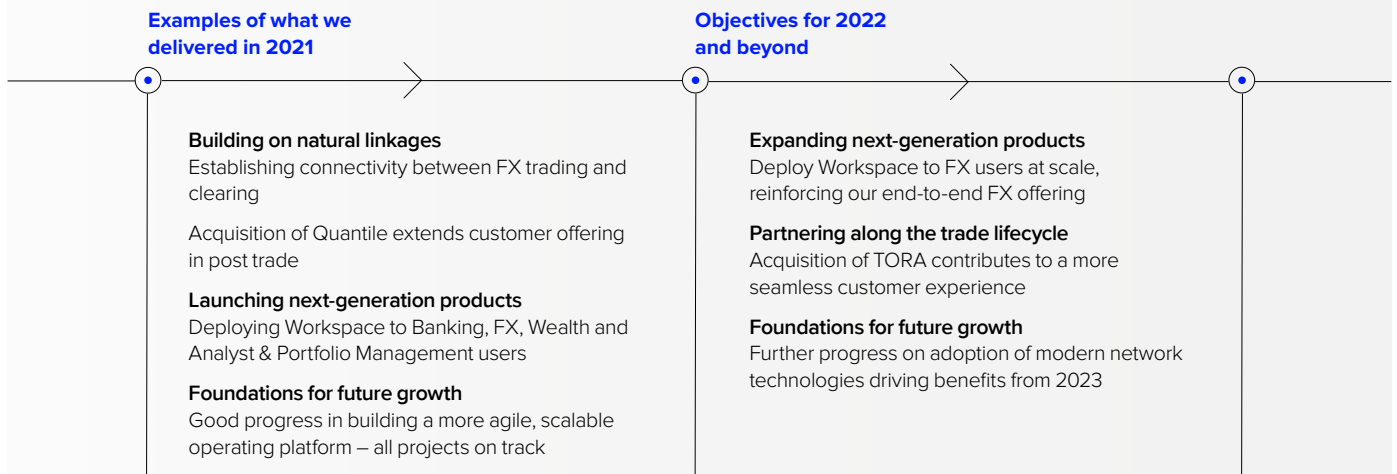 Examples of what we
delivered in 2021
Building on natural linkages
Establishing connectivity between FX trading and
clearing
Acquisition of Quantile extends customer offering
in post trade
Launching next-generation products
Deploying Workspace to Banking, FX, Wealth and
Analyst & Portfolio Management users
Foundations for future growth
Good progress in building a more agile, scalable
operating platform – all projects on track
Objectives for 2022
and beyond
Expanding next-generation products
Deploy Workspace to FX users at scale,
reinforcing our end-to-end FX offering
Partnering along the trade lifecycle
Acquisition of TORA contributes to a more
seamless customer experience
Foundations for future growth
Further progress on adoption of modern network
technologies driving benefits from 2023